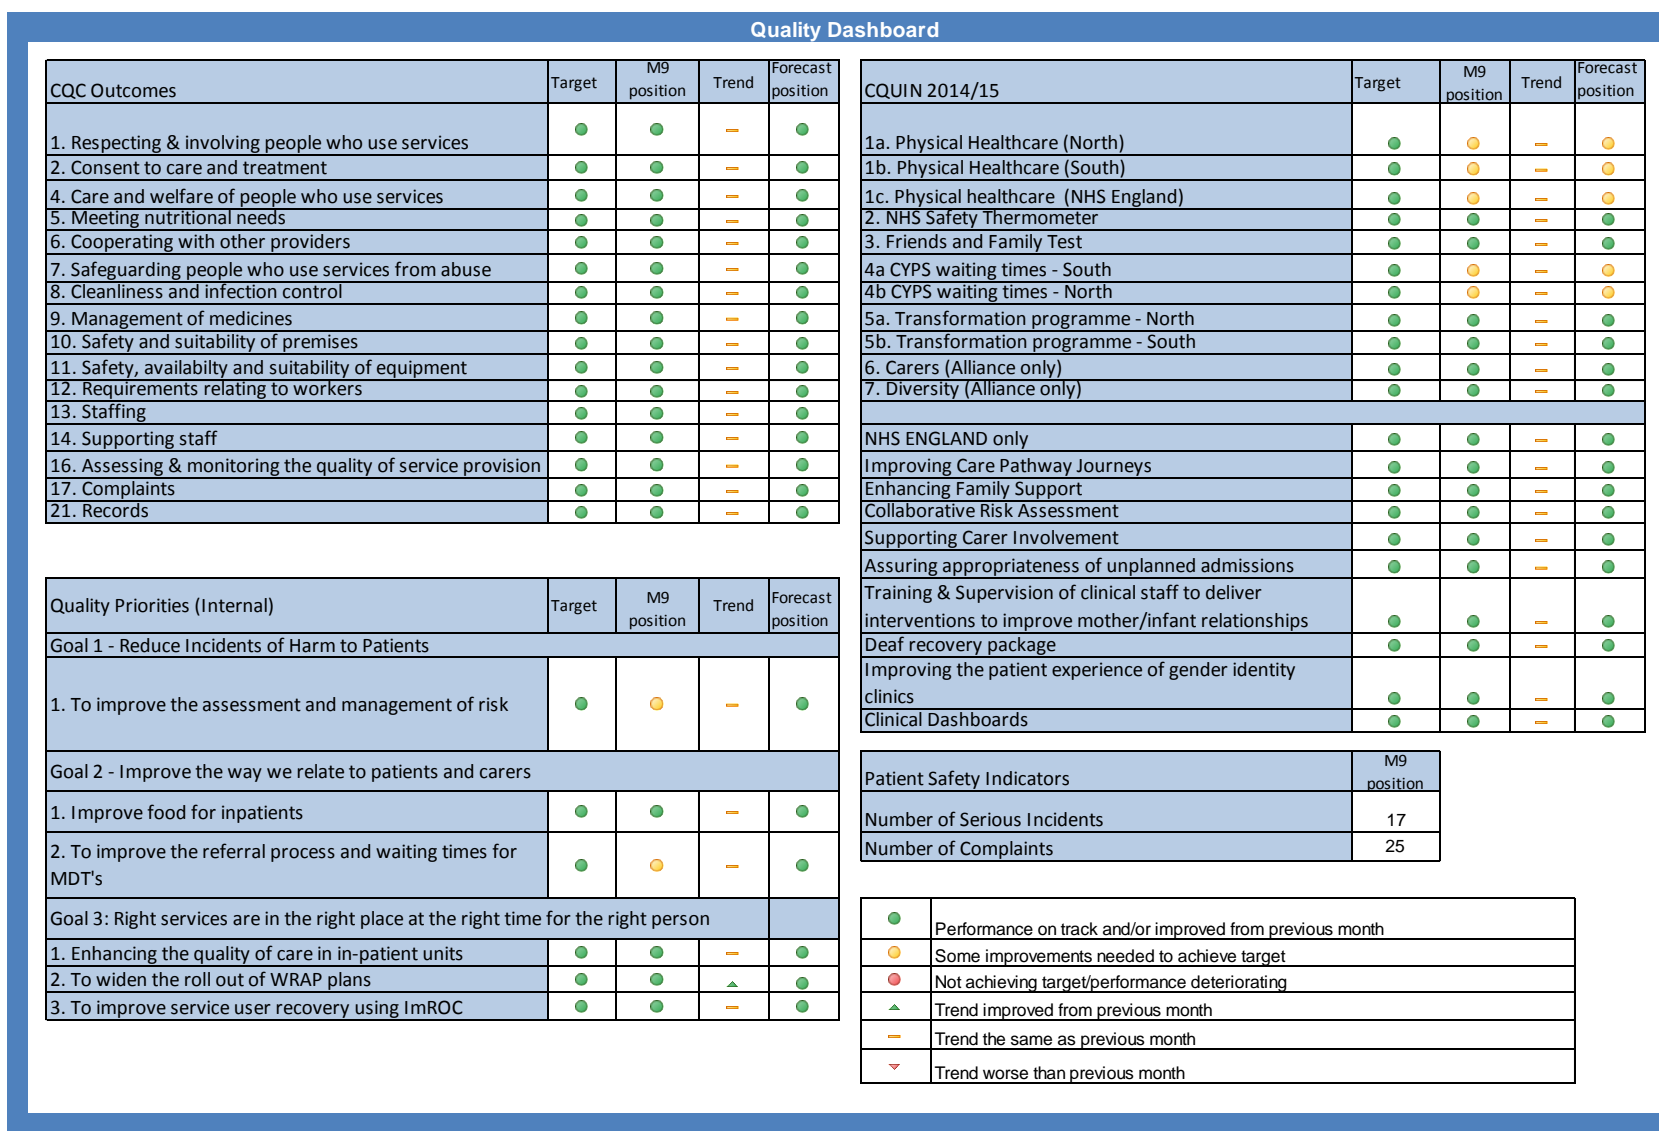 Quality Dashboard
CQC Outcomes
Target
M9
position
Trend
Forecast
position
1. Respecting & involving people who use services
2. Consent to care and treatment
4. Care and welfare of people who use services
5. Meeting nutritional needs
6. Cooperating with other providers
7. Safeguarding people who use services from abuse
8. Cleanliness and infection control
9. Management of medicines
10. Safety and suitability of premises
11. Safety, availabilty and suitability of equipment
12. Requirements relating to workers
13. Staffing
14. Supporting staff
16. Assessing & monitoring the quality of service provision
17. Complaints
21. Records
Quality Priorities (Internal)
Target
M9
position
Trend
Forecast
position
Goal 1 - Reduce Incidents of Harm to Patients
1. To improve the assessment and management of risk
Goal 2 - Improve the way we relate to patients and carers
1. Improve food for inpatients
2. To improve the referral process and waiting times for
MDT's
Goal 3: Right services are in the right place at the right time for the right person
1. Enhancing the quality of care in in-patient units
2. To widen the roll out of WRAP plans
3. To improve service user recovery using ImROC
CQUIN 2014/15
Target
M9
position
Trend
Forecast
position
1a. Physical Healthcare (North)
1b. Physical Healthcare (South)
1c. Physical healthcare (NHS England)
2. NHS Safety Thermometer
3. Friends and Family Test
4a CYPS waiting times - South
4b CYPS waiting times - North
5a. Transformation programme - North
5b. Transformation programme - South
6. Carers (Alliance only)
7. Diversity (Alliance only)
NHS ENGLAND only
Improving Care Pathway Journeys
Enhancing Family Support
Collaborative Risk Assessment
Supporting Carer Involvement
Assuring appropriateness of unplanned admissions
Training & Supervision of clinical staff to deliver
interventions to improve mother/infant relationships
Deaf recovery package
Improving the patient experience of gender identity
clinics
Clinical Dashboards
Patient Safety Indicators
M9
position
Number of Serious Incidents 17
Number of Complaints 25
Performance on track and/or improved from previous month
Some improvements needed to achieve target
Not achieving target/performance deteriorating
Trend improved from previous month
Trend the same as previous month
Trend worse than previous month